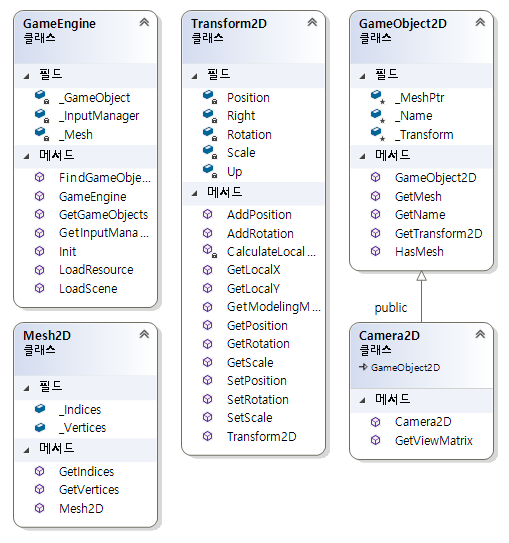 GameEngine
클래스
필드
_GameObject
_InputManager
_Mesh
메서드
FindGameObje...
GameEngine
GetGameObjects
GetInputMana...
Init
LoadResource
LoadScene
Mesh2D
클래스
필드
_Indices
_Vertices
메서드
GetIndices
GetVertices
Mesh2D
Transform2D
클래스
필드
Position
Right
Rotation
Scale
Up
메서드
AddPosition
AddRotation
CalculateLocal...
GetLocalX
GetLocalY
GetModelingM...
GetPosition
GetRotation
GetScale
SetPosition
SetRotation
SetScale
Transform2D
GameObject2D
클래스
필드
_MeshPtr
_Name
_Transform
메서드
GameObject2D
GetMesh
GetName
GetTransform2D
HasMesh
public
Camera2D
클래스
GameObject2D
메서드
Camera2D
GetViewMatrix